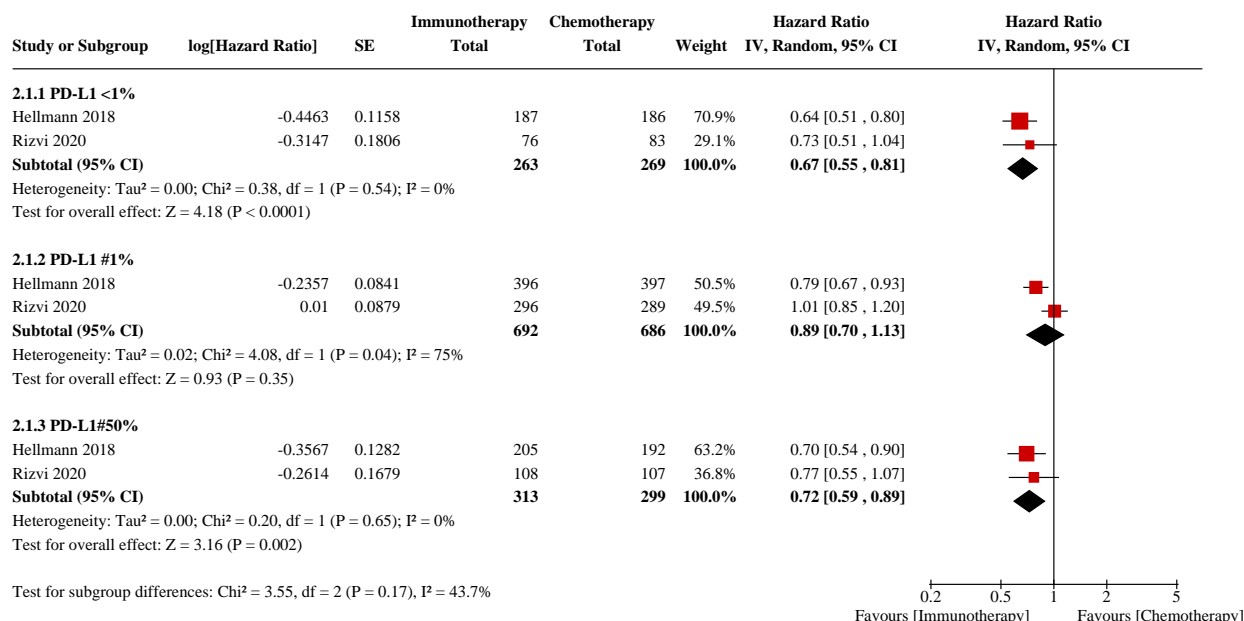 Immunotherapy Chemotherapy Hazard Ratio Hazard Ratio
Study or Subgroup log[Hazard Ratio] SE Total Total Weight IV, Random, 95% CI IV, Random, 95% CI
2.1.1 PD-L1 <1%
Hellmann 2018 -0.4463 0.1158 187 186 70.9% 0.64 [0.51 , 0.80]
Rizvi 2020 -0.3147 0.1806 76 83 29.1% 0.73 [0.51 , 1.04]
Subtotal (95% CI) 263 269 100.0% 0.67 [0.55 , 0.81]
Heterogeneity: Tau² = 0.00; Chi² = 0.38, df = 1 (P = 0.54); I² = 0%
Test for overall effect: Z = 4.18 (P < 0.0001)
2.1.2 PD-L1 #1%
Hellmann 2018 -0.2357 0.0841 396 397 50.5% 0.79 [0.67 , 0.93]
Rizvi 2020 0.01 0.0879 296 289 49.5% 1.01 [0.85 , 1.20]
Subtotal (95% CI) 692 686 100.0% 0.89 [0.70 , 1.13]
Heterogeneity: Tau² = 0.02; Chi² = 4.08, df = 1 (P = 0.04); I² = 75%
Test for overall effect: Z = 0.93 (P = 0.35)
2.1.3 PD-L1#50%
Hellmann 2018 -0.3567 0.1282 205 192 63.2% 0.70 [0.54 , 0.90]
Rizvi 2020 -0.2614 0.1679 108 107 36.8% 0.77 [0.55 , 1.07]
Subtotal (95% CI) 313 299 100.0% 0.72 [0.59 , 0.89]
Heterogeneity: Tau² = 0.00; Chi² = 0.20, df = 1 (P = 0.65); I² = 0%
Test for overall effect: Z = 3.16 (P = 0.002)
Test for subgroup differences: Chi² = 3.55, df = 2 (P = 0.17), I² = 43.7%
0.2 0.5 1 2 5
Favours [Immunotherapy] Favours [Chemotherapy]